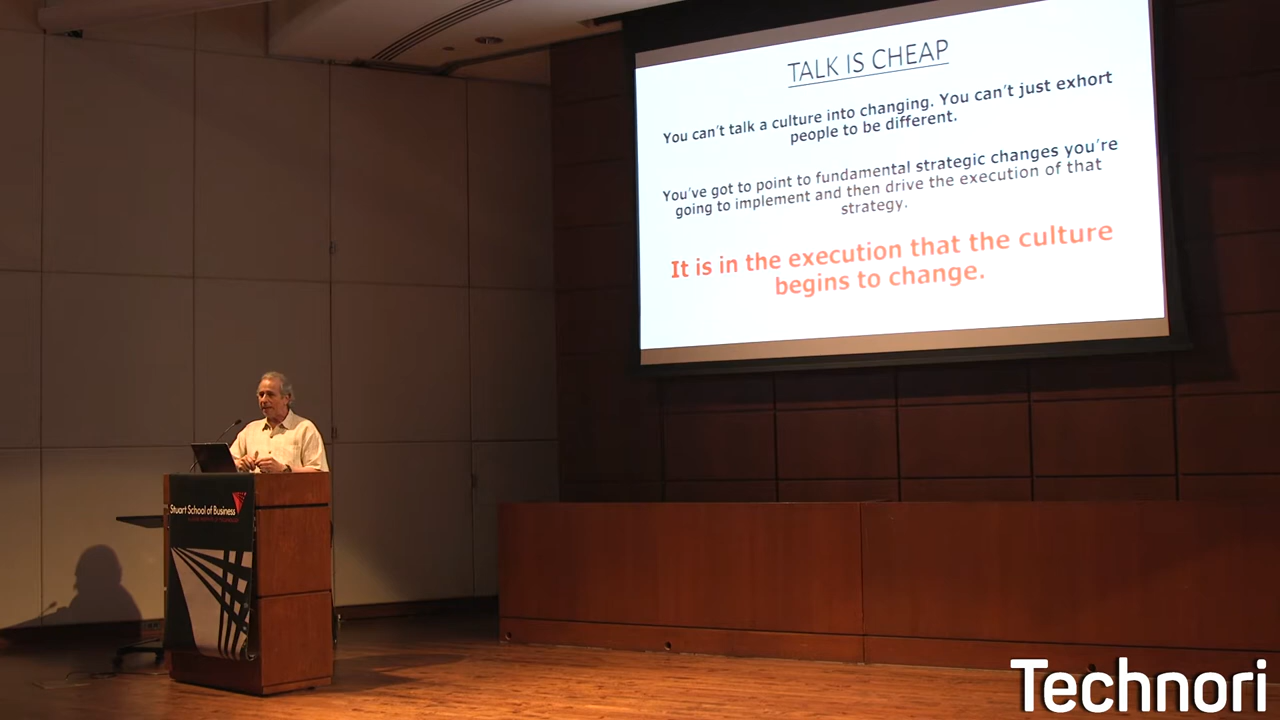 TALK IS CHEAP
You can't talk a culture into changing. You can't just exhort
people to be different.
You've got to point to fundamental strategic changes you're
going to implement and then drive the execution of that
strategy.
It is in the execution that the culture
begins to change.
Stuart School of Business
Technori